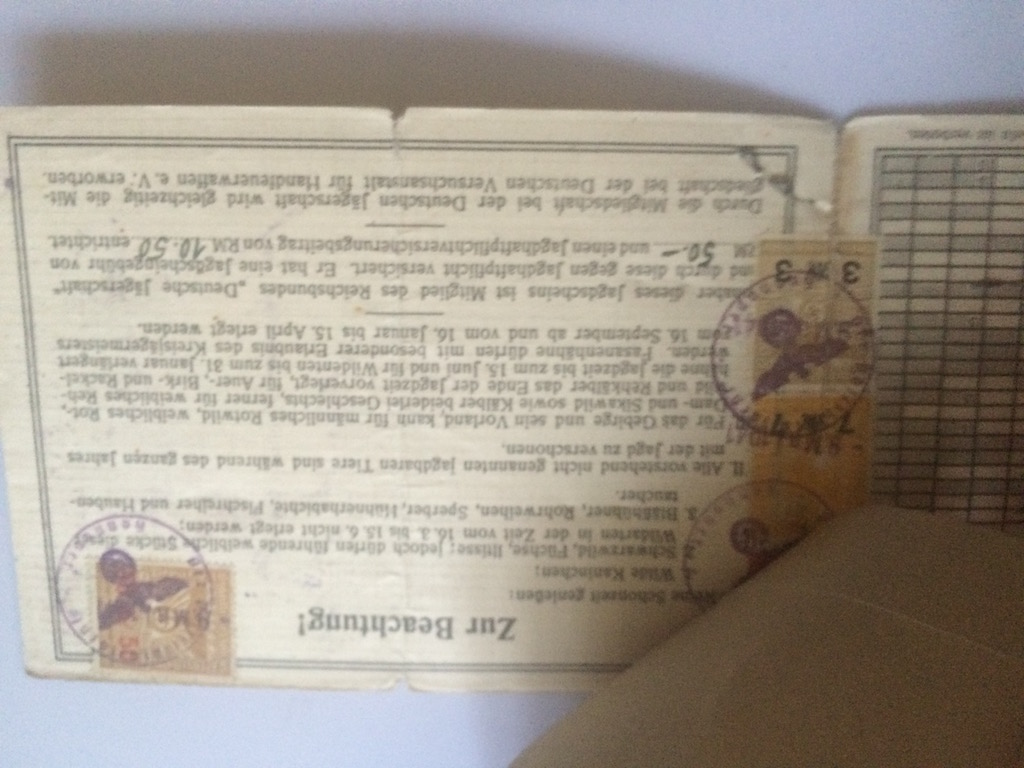 Zur Beachtung!
Keine Schonzeit genießen:
Wilde Kaninchen;
Schwarzwild, Füchse, Iltisse; jedoch dürfen führende weibliche Stücke dieser
Wildarten in der Zeit vom 16. 3. bis 15. 6. nicht erlegt werden;
3. Bläßhühner, Rohrweihen, Sperber, Hühnerhabichte, Fischreiher und Hauben-
taucher.
II. Alle vorstehend nicht genannten jagdbaren Tiere sind während des ganzen Jahres
mit der Jagd zu verschonen.
Für das Gebirge und sein Vorland, kann für männliches Rotwild, weibliches Rot-,
Dam- und Sikawild sowie Kälber beiderlei Geschlechts, ferner für weibliches Reh-
wild und Rehkälber das Ende der Jagdzeit vorverlegt, für Auer-, Birk- und Rackel-
hähne die Jagdzeit bis zum 15. Juni und für Wildenten bis zum 31. Januar verlängert
werden. Fasanenhähne dürfen mit besonderer Erlaubnis des Kreisjägermeisters
vom 16. September ab und vom 16. Januar bis 15. April erlegt werden.
Inhaber dieses Jagdscheins ist Mitglied des Reichsbundes „Deutsche Jägerschaft“
und durch diese gegen Jagdhaftpflicht versichert. Er hat eine Jagdscheingebühr von
RM 50.— und einen Jagdhaftpflichtversicherungsbeitrag von RM 10.50 entrichtet.
Durch die Mitgliedschaft bei der Deutschen Jägerschaft wird gleichzeitig die Mit-
gliedschaft bei der Deutschen Versuchsanstalt für Handfeuerwaffen e. V. erworben.
3 3